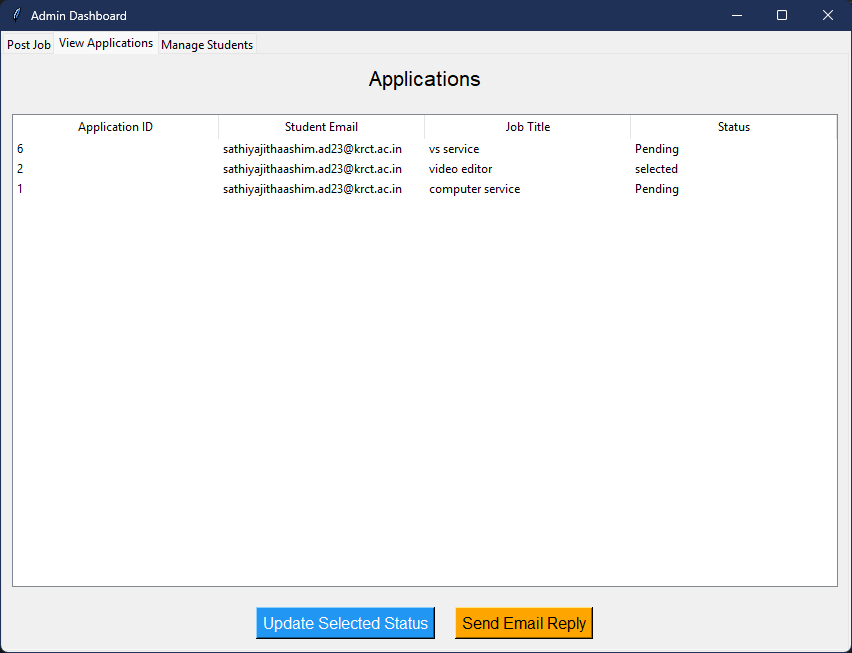 Admin Dashboard
Post Job View Applications Manage Students
Applications
Application ID Student Email Job Title Status
6 sathiyajithaashim.ad23@krct.ac.in vs service Pending
2 sathiyajithaashim.ad23@krct.ac.in video editor selected
1 sathiyajithaashim.ad23@krct.ac.in computer service Pending
Update Selected Status Send Email Reply